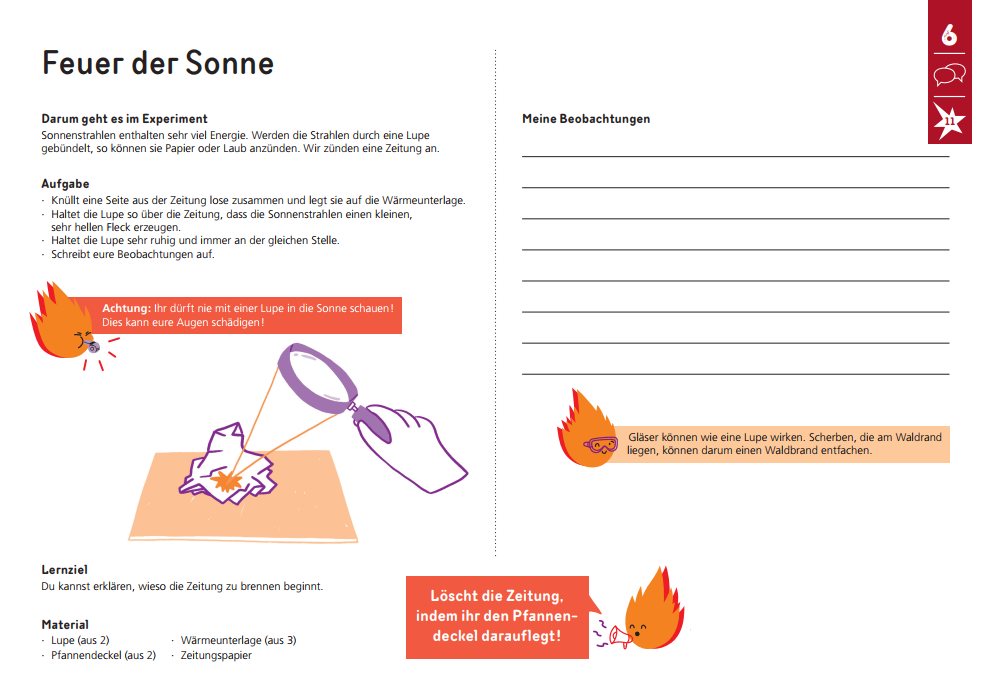 Feuer der Sonne
Darum geht es im Experiment
Sonnenstrahlen enthalten sehr viel Energie. Werden die Strahlen durch eine Lupe
gebündelt, so können sie Papier oder Laub anzünden. Wir zünden eine Zeitung an.
Aufgabe
· Knüllt eine Seite aus der Zeitung lose zusammen und legt sie auf die Wärmeunterlage.
· Haltet die Lupe so über die Zeitung, dass die Sonnenstrahlen einen kleinen,
sehr hellen Fleck erzeugen.
· Haltet die Lupe sehr ruhig und immer an der gleichen Stelle.
· Schreibt eure Beobachtungen auf.
Achtung: Ihr dürft nie mit einer Lupe in die Sonne schauen!
Dies kann eure Augen schädigen!
Lernziel
Du kannst erklären, wieso die Zeitung zu brennen beginnt.
Material
· Lupe (aus 2)
· Pfannendeckel (aus 2)
· Wärmeunterlage (aus 3)
· Zeitungspapier
Löscht die Zeitung,
indem ihr den Pfannen-
deckel darauflegt!
6
11
Meine Beobachtungen
Gläser können wie eine Lupe wirken. Scherben, die am Waldrand
liegen, können darum einen Waldbrand entfachen.